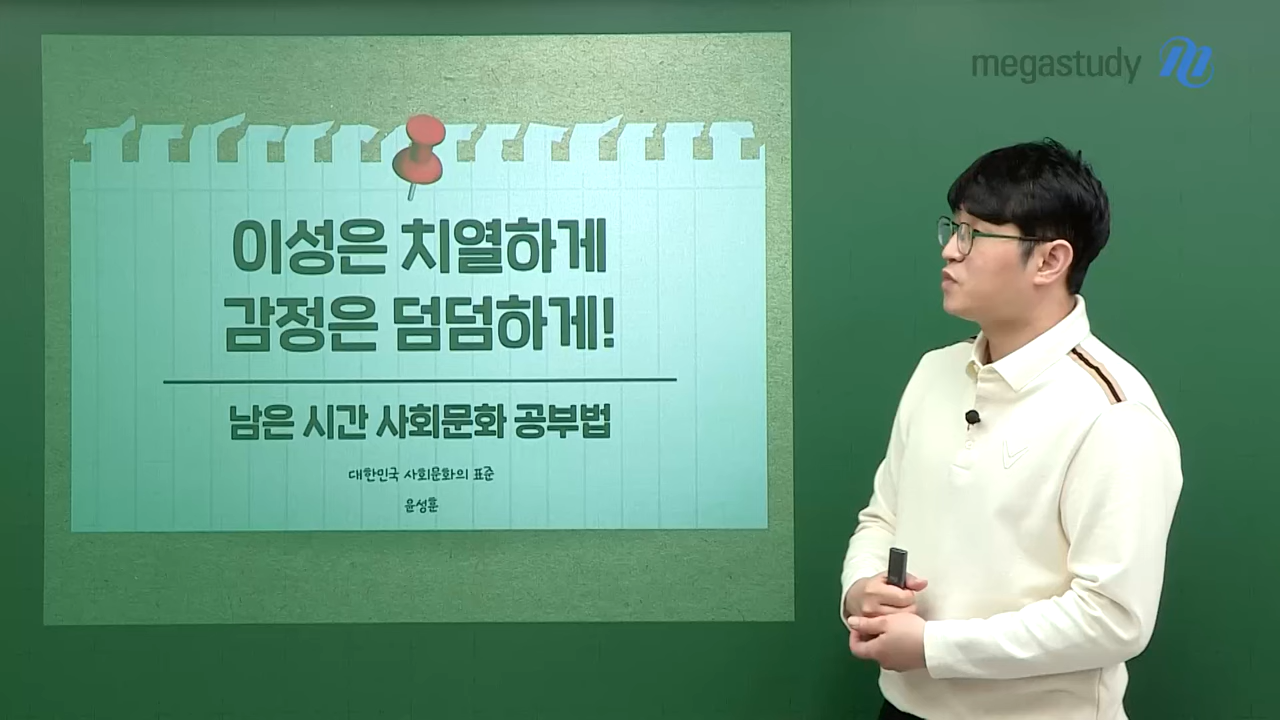 megastudy
이성은 치열하게
감정은 덤덤하게!
남은 시간 사회문화 공부법
대한민국 사회문화의 표준
윤성훈